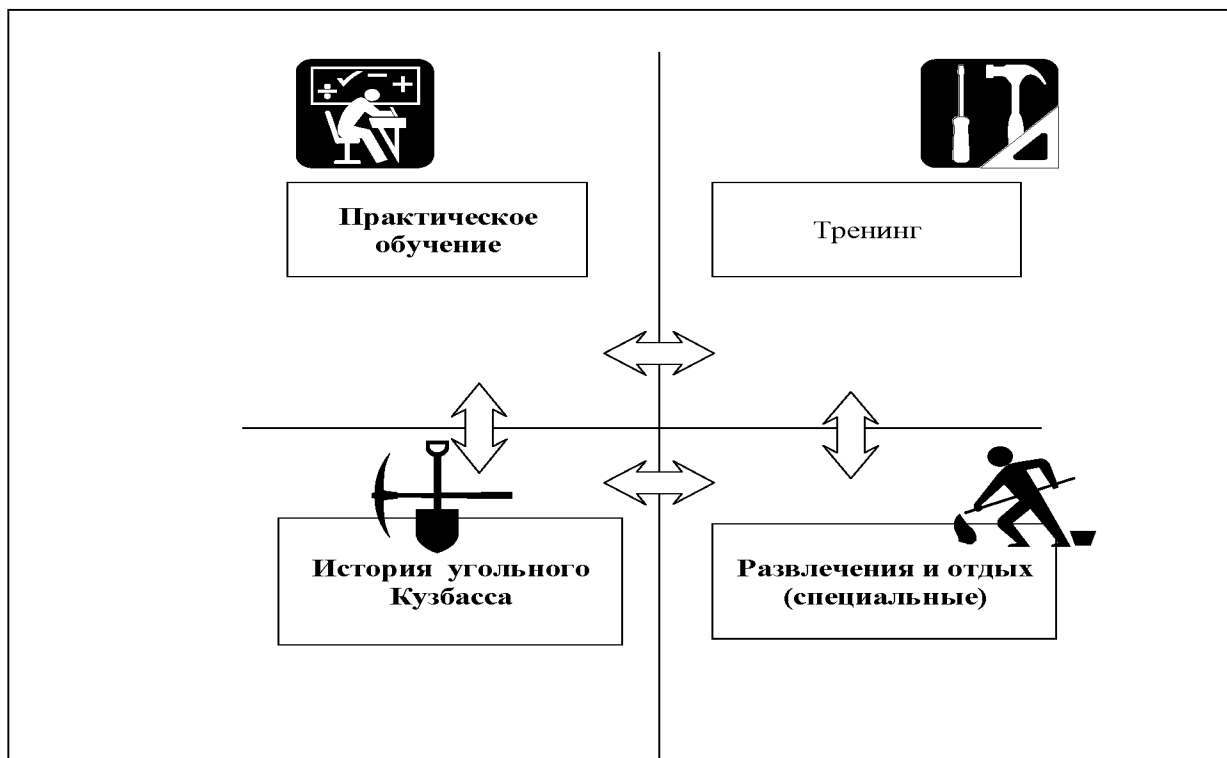 Практическое
обучение
Тренинг
История угольного
Кузбасса
Развлечения и отдых
(специальные)